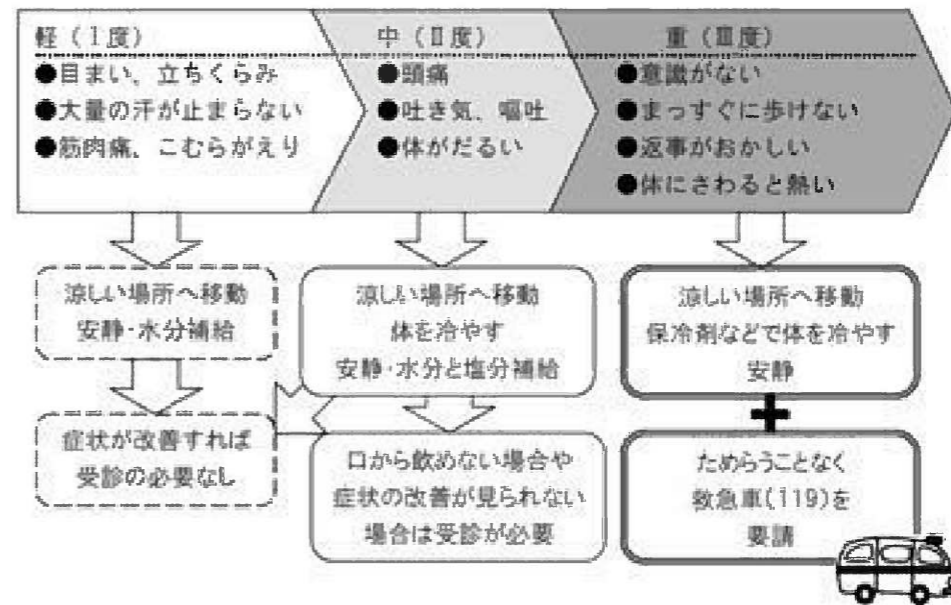 軽（Ⅰ度）
●目まい、立ちくらみ
●大量の汗が止まらない
●筋肉痛、こむらがえり
中（Ⅱ度）
●頭痛
●吐き気、嘔吐
●体がだるい
重（Ⅲ度）
●意識がない
●まっすぐに歩けない
●返事がおかしい
●体にさわると熱い
涼しい場所へ移動
安静・水分補給
症状が改善すれば
受診の必要なし
涼しい場所へ移動
体を冷やす
安静・水分と塩分補給
口から飲めない場合や
症状の改善が見られない
場合は受診が必要
涼しい場所へ移動
保冷剤などで体を冷やす
安静
+
ためらうことなく
救急車(119)を
要請